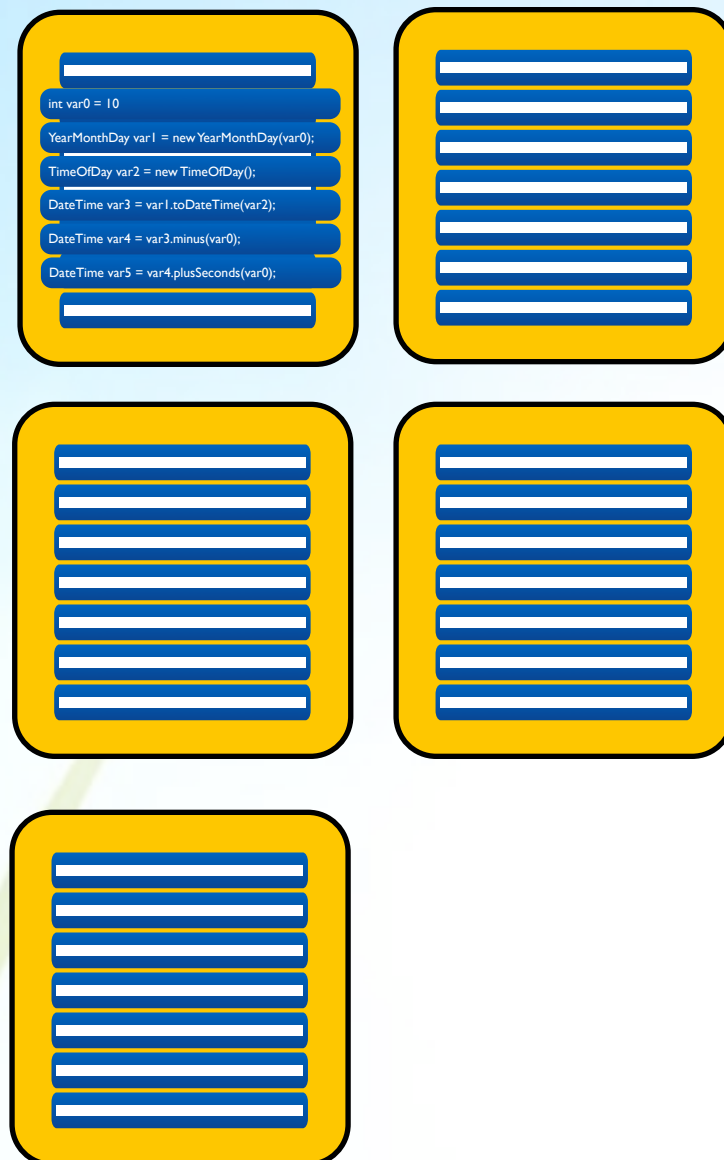 int var0 = 10
YearMonthDay var1 = new YearMonthDay(var0);
TimeOfDay var2 = new TimeOfDay();
DateTime var3 = var1.toDateTime(var2);
DateTime var4 = var3.minus(var0);
DateTime var5 = var4.plusSeconds(var0);